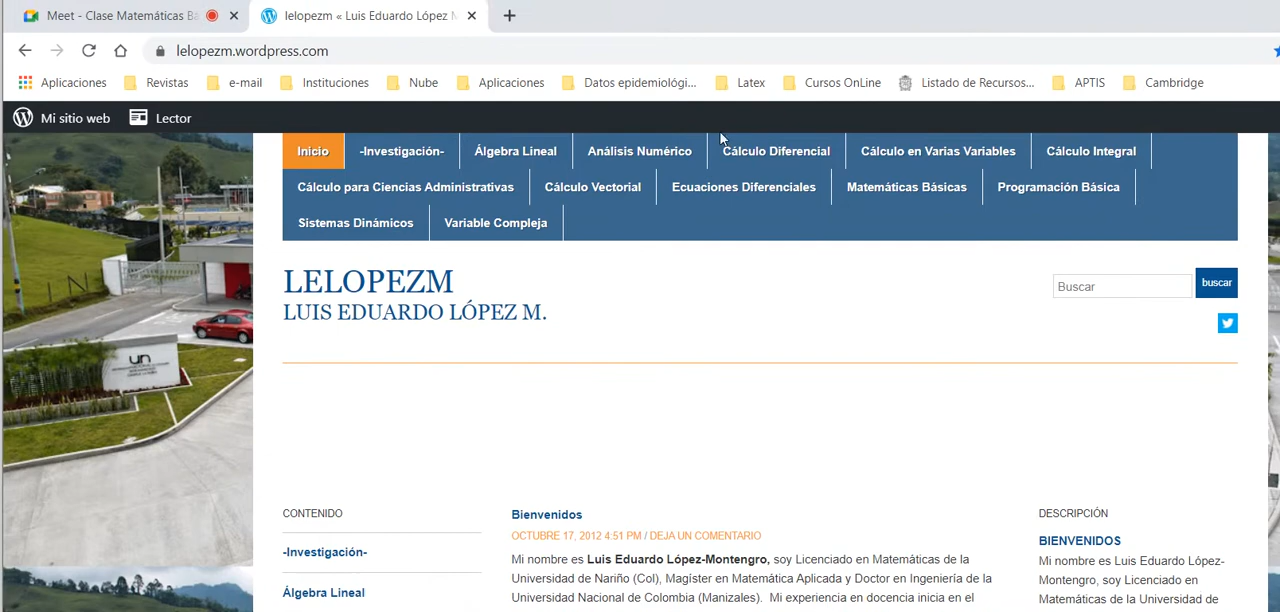 Meet - Clase Matemáticas Bá
lelopezm « Luis Eduardo López M
lelopezm.wordpress.com
Aplicaciones Revistas e-mail Instituciones Nube Aplicaciones Datos epidemiológi... Latex Cursos OnLine Listado de Recursos... APTIS Cambridge
Mi sitio web Lector
Inicio -Investigación- Álgebra Lineal Análisis Numérico Cálculo Diferencial Cálculo en Varias Variables Cálculo Integral
Cálculo para Ciencias Administrativas Cálculo Vectorial Ecuaciones Diferenciales Matemáticas Básicas Programación Básica
Sistemas Dinámicos Variable Compleja
LELOPEZM
LUIS EDUARDO LÓPEZ M.
Buscar buscar
un
CONTENIDO
-Investigación-
Álgebra Lineal
Bienvenidos
OCTUBRE 17, 2012 4:51 PM / DEJA UN COMENTARIO
Mi nombre es Luis Eduardo López-Montengro, soy Licenciado en Matemáticas de la
Universidad de Nariño (Col), Magíster en Matemática Aplicada y Doctor en Ingeniería de la
Universidad Nacional de Colombia (Manizales). Mi experiencia en docencia inicia en el
DESCRIPCIÓN
BIENVENIDOS
Mi nombre es Luis Eduardo López-
Montengro, soy Licenciado en
Matemáticas de la Universidad de